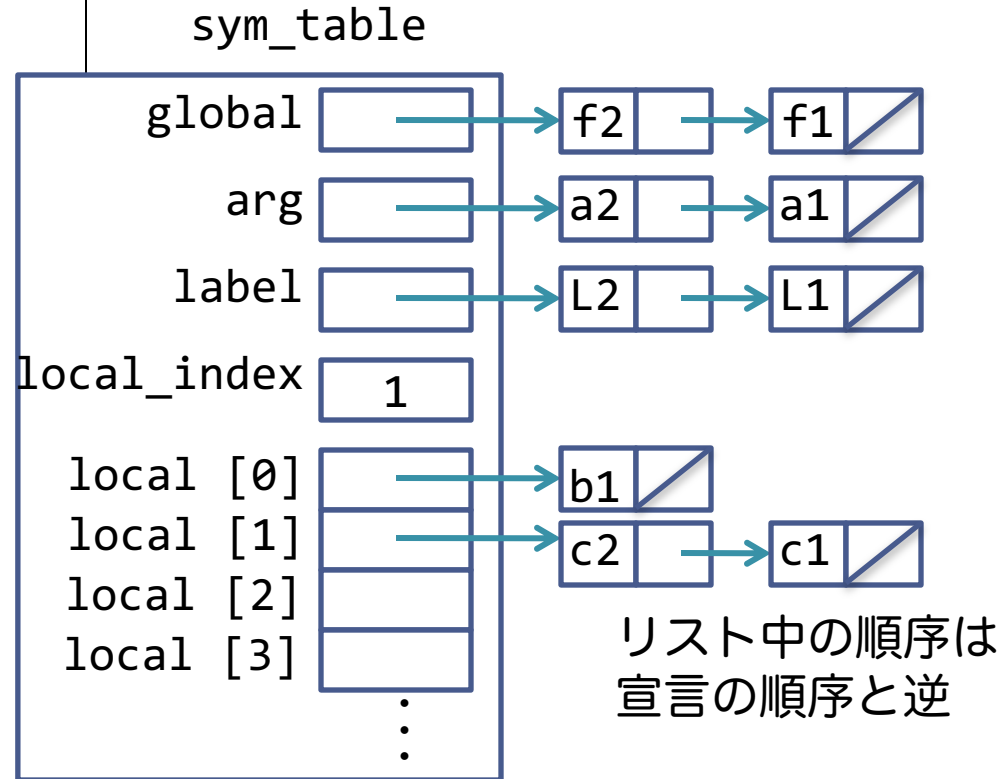 sym_table
global f2 f1
arg a2 a1
label L2 L1
local_index 1
local [0] b1
local [1] c2 c1
local [2]
local [3]
リスト中の順序は
宣言の順序と逆